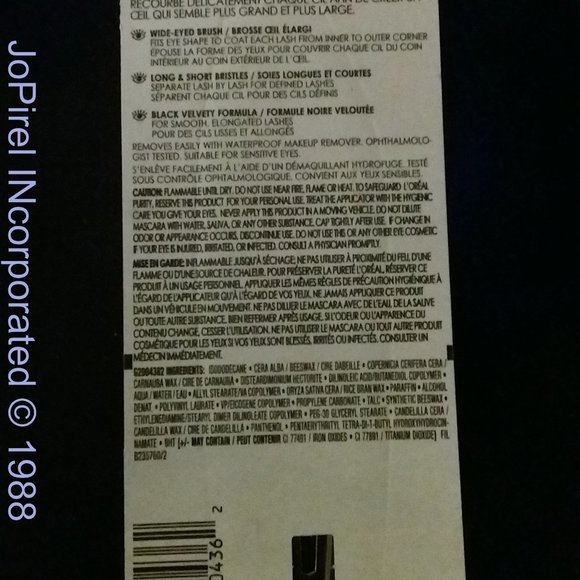 RECOURBE DÉLICATEMENT CHAQUE CIL AFIN DE CRÉER UN
ŒIL QUI SEMBLE PLUS GRAND ET PLUS LARGE.
WIDE-EYED BRUSH / BROSSE ŒIL ÉLARGI
FITS EYE SHAPE TO COAT EACH LASH FROM INNER TO OUTER CORNER
ÉPOUSE LA FORME DES YEUX POUR COUVRIR CHAQUE CIL DU COIN
INTÉRIEUR AU COIN EXTÉRIEUR DE L'ŒIL.
LONG & SHORT BRISTLES / SOIES LONGUES ET COURTES
SEPARATE LASH BY LASH FOR DEFINED LASHES
SÉPARENT CHAQUE CIL POUR DES CILS DÉFINIS
BLACK VELVETY FORMULA / FORMULE NOIRE VELOUTÉE
FOR SMOOTH, ELONGATED LASHES
POUR DES CILS LISSES ET ALLONGÉS
REMOVES EASILY WITH WATERPROOF MAKEUP REMOVER. OPHTHALMOLO-
GIST TESTED. SUITABLE FOR SENSITIVE EYES.
S'ENLÈVE FACILEMENT À L'AIDE D'UN DÉMAQUILLANT HYDROFUGE. TESTÉ
SOUS CONTRÔLE OPHTALMOLOGIQUE. CONVIENT AUX YEUX SENSIBLES.
CAUTION: FLAMMABLE UNTIL DRY. DO NOT USE NEAR FIRE, FLAME OR HEAT. TO SAFEGUARD L'ORÉAL
PURITY, RESERVE THIS PRODUCT FOR YOUR PERSONAL USE. TREAT THE APPLICATOR WITH THE HYGIENIC
CARE YOU GIVE YOUR EYES. NEVER APPLY THIS PRODUCT IN A MOVING VEHICLE. DO NOT DILUTE
MASCARA WITH WATER, SALIVA, OR ANY OTHER SUBSTANCE. CAP TIGHTLY AFTER USE. IF CHANGE IN
ODOR OR APPEARANCE OCCURS, DISCONTINUE USE. DO NOT USE THIS OR ANY OTHER EYE COSMETIC
IF YOUR EYE IS INJURED, IRRITATED, OR INFECTED. CONSULT A PHYSICIAN PROMPTLY.
MISE EN GARDE: INFLAMMABLE JUSQU'À SÉCHAGE; NE PAS UTILISER À PROXIMITÉ DU FEU, D'UNE
FLAMME OU D'UNE SOURCE DE CHALEUR. POUR PRÉSERVER LA PURETÉ L'ORÉAL, RÉSERVER CE
PRODUIT À UN USAGE PERSONNEL. APPLIQUER LES MÊMES RÈGLES DE PRÉCAUTION HYGIÉNIQUE À
L'ÉGARD DE L'APPLICATEUR QU'À L'ÉGARD DE VOS YEUX. NE JAMAIS APPLIQUER CE PRODUIT
DANS UN VÉHICULE EN MOUVEMENT. NE PAS DILUER LE MASCARA AVEC DE L'EAU, DE LA SALIVE
OU TOUTE AUTRE SUBSTANCE. BIEN REFERMER APRÈS USAGE. SI L'ODEUR OU L'APPARENCE DU
CONTENU CHANGE, CESSER L'UTILISATION. NE PAS UTILISER LE MASCARA OU TOUT AUTRE PRODUIT
COSMÉTIQUE POUR LES YEUX SI VOS YEUX SONT BLESSÉS, IRRITÉS OU INFECTÉS. CONSULTER UN
MÉDECIN IMMÉDIATEMENT.
G2004382 INGREDIENTS: ISODODECANE • CERA ALBA / BEESWAX / CIRE D'ABEILLE • COPERNICIA CERIFERA CERA /
CARNAUBA WAX / CIRE DE CARNAUBA • DISTEARDIMONIUM HECTORITE • DILINOLEIC ACID/BUTANEDIOL COPOLYMER •
AQUA / WATER / EAU • ALLYL STEARATE/VA COPOLYMER • ORYZA SATIVA CERA / RICE BRAN WAX • PARAFFIN • ALCOHOL
DENAT • POLYVINYL LAURATE • VP/EICOSENE COPOLYMER • PROPYLENE CARBONATE • TALC • SYNTHETIC BEESWAX •
ETHYLENEDIAMINE/STEARYL DIMER DILINOLEATE COPOLYMER • PEG-30 GLYCERYL STEARATE • CANDELILLA CERA /
CANDELILLA WAX / CIRE DE CANDELILLA • PANTHENOL • PENTAERYTHRITYL TETRA-DI-T-BUTYL HYDROXYHYDROCIN-
NAMATE • BHT [+/- MAY CONTAIN / PEUT CONTENIR CI 77491 / IRON OXIDES • CI 77891 / TITANIUM DIOXIDE] FIL
B235760/2
0436 2
JoPirel INcorporated © 1988